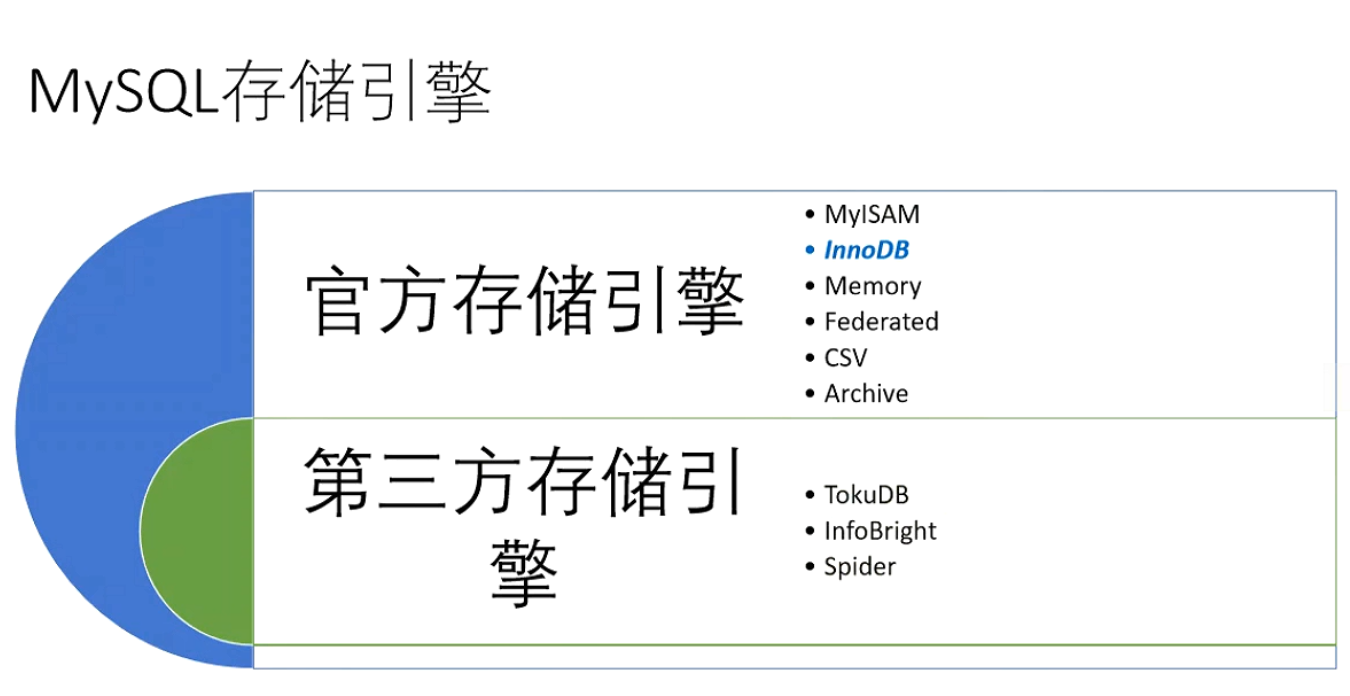 MySQL存储引擎
官方存储引擎
• MyISAM
• InnoDB
• Memory
• Federated
• CSV
• Archive
第三方存储引
擎
• TokuDB
• InfoBright
• Spider